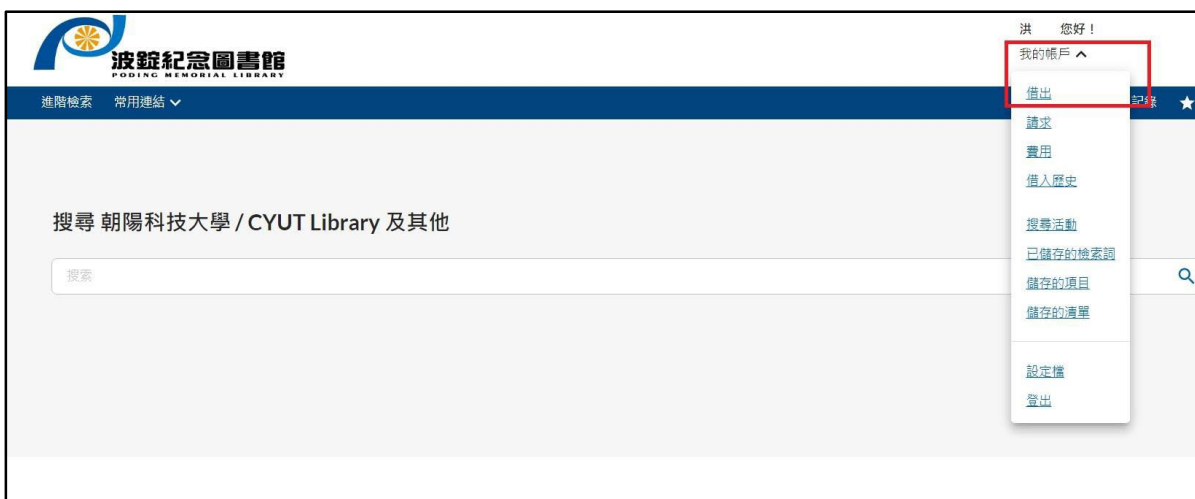 洪 您好！
波錠紀念圖書館
PODING MEMORIAL LIBRARY
我的帳戶
進階檢索 常用連結 記錄
借出
請求
費用
借入歷史
搜尋活動
已儲存的檢索詞
儲存的項目
儲存的清單
設定檔
登出
搜尋 朝陽科技大學 / CYUT Library 及其他
搜索